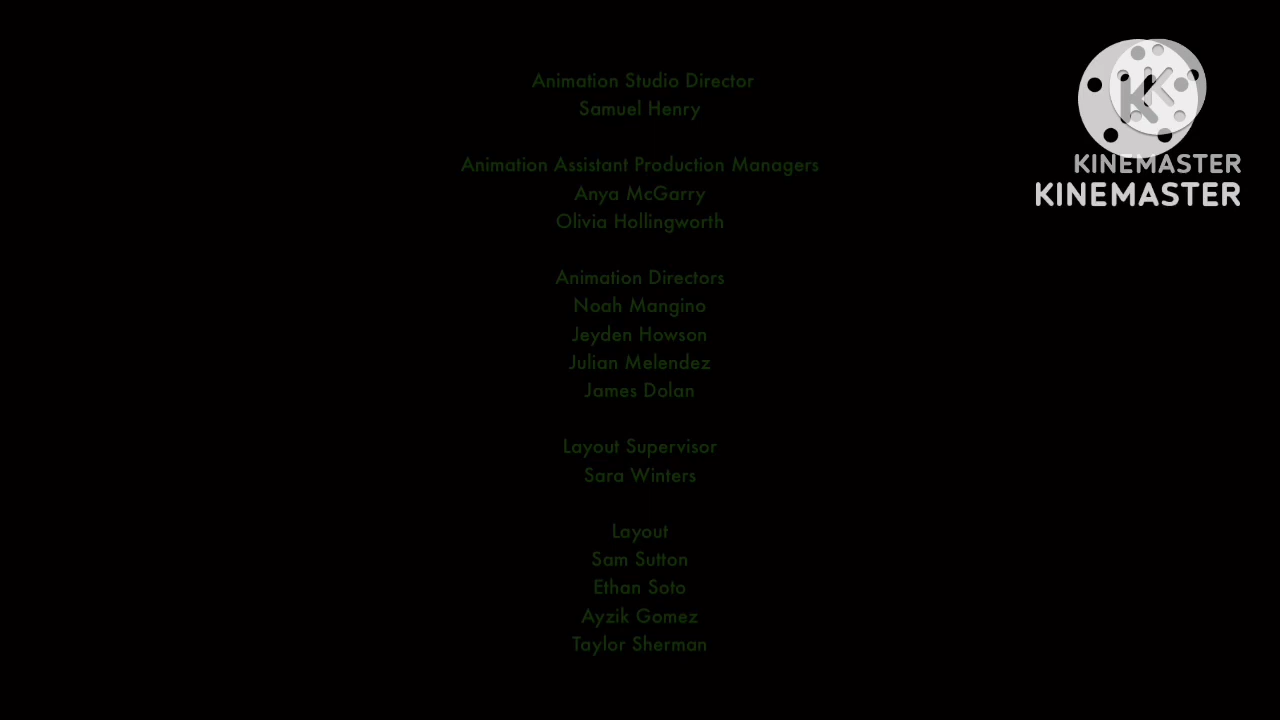 Animation Studio Director
Samuel Henry
Animation Assistant Production Managers
Anya McGarry
Olivia Hollingworth
Animation Directors
Noah Mangino
Jeyden Howson
Julian Melendez
James Dolan
Layout Supervisor
Sara Winters
Layout
Sam Sutton
Ethan Soto
Ayzik Gomez
Taylor Sherman
KINEMASTER
KINEMASTER